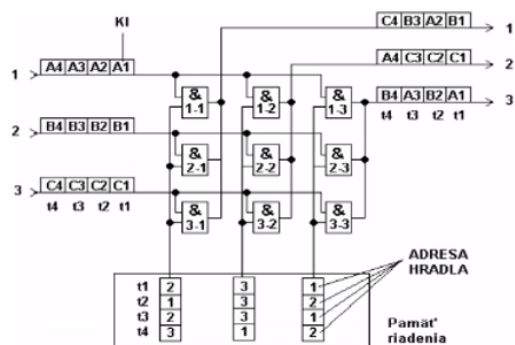 KI
C4 B3 A2 B1 1
A4 C3 C2 C1 2
1 A4 A3 A2 A1
B4 A3 B2 A1 3
t4 t3 t2 t1
& & &
1-1 1-2 1-3
2 B4 B3 B2 B1
& & &
2-1 2-2 2-3
3 C4 C3 C2 C1
t4 t3 t2 t1
& & &
3-1 3-2 3-3
ADRESA
HRADLA
t1 2 3 1
t2 1 3 2
t3 2 3 1
t4 3 1 2
Pamäť
riadenia